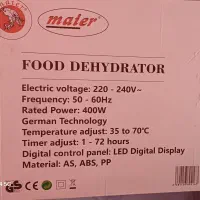 maier
FOOD DEHYDRATOR
Electric voltage: 220 - 240V~
Frequency: 50 - 60Hz
Rated Power: 400W
German Technology
Temperature adjust: 35 to 70℃
Timer adjust: 1 - 72 hours
Digital control panel: LED Digital Display
Material: AS, ABS, PP
CE